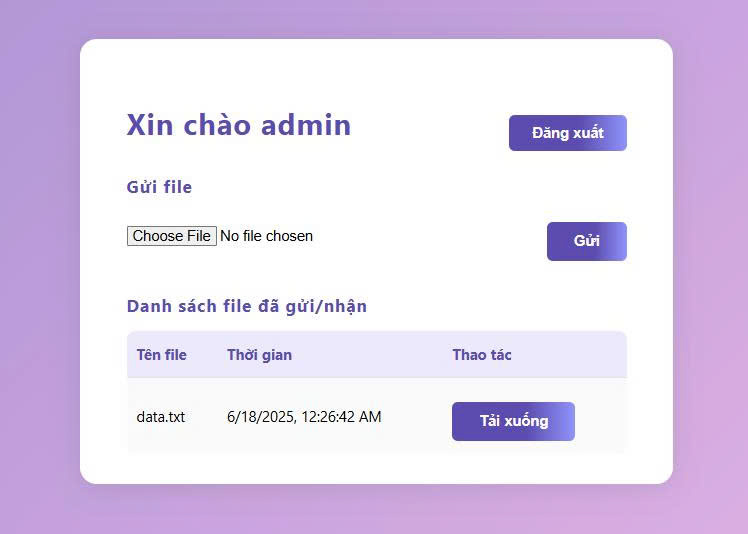 Xin chào admin
Đăng xuất
Gửi file
Choose File No file chosen
Gửi
Danh sách file đã gửi/nhận
Tên file Thời gian Thao tác
data.txt 6/18/2025, 12:26:42 AM Tải xuống